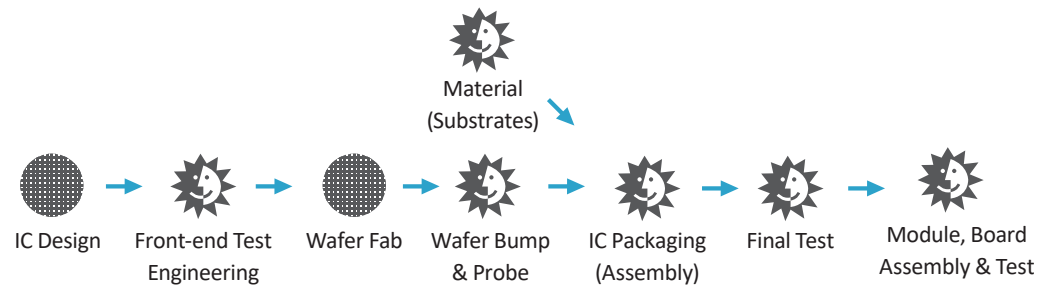 Material
(Substrates)
IC Design
Front-end Test
Engineering
Wafer Fab
Wafer Bump
& Probe
IC Packaging
(Assembly)
Final Test
Module, Board
Assembly & Test